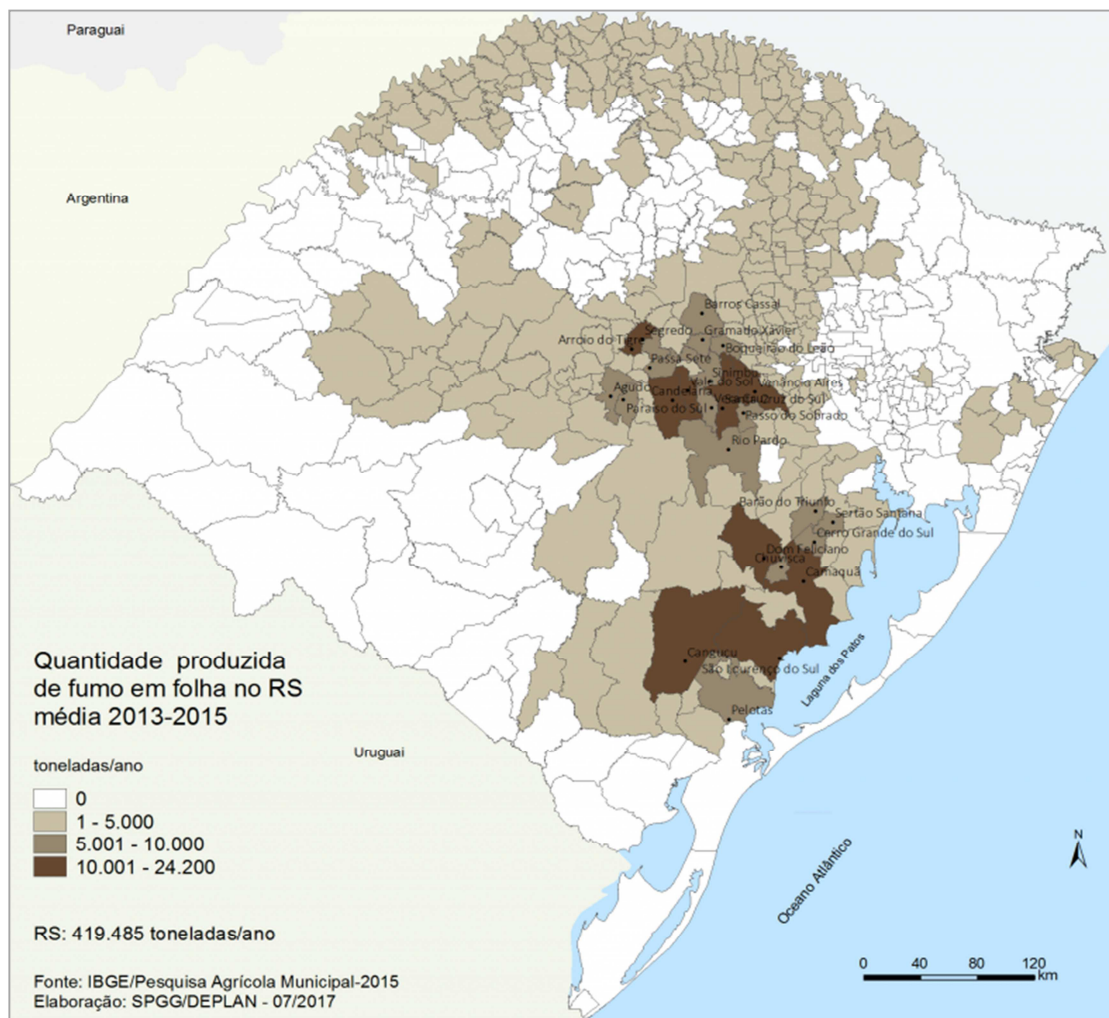 Paraguai
Argentina
Barros Cassal
Segredo
Gramado Xavier
Arroio do Tigre
Boqueirão do Leão
Passa Sete
Sinimbu
Vale do Sol
Venâncio Aires
Agudo
Candelária
Vera Cruz
Santa Cruz do Sul
Paraíso do Sul
Passo do Sobrado
Rio Pardo
Barão do Triunfo
Sertão Santana
Cerro Grande do Sul
Dom Feliciano
Chuvisca
Camaquã
Canguçu
São Lourenço do Sul
Pelotas
Laguna dos Patos
Quantidade produzida
de fumo em folha no RS
média 2013-2015
Uruguai
toneladas/ano
0
1 - 5.000
5.001 - 10.000
10.001 - 24.200
N
Oceano Atlântico
RS: 419.485 toneladas/ano
0 40 80 120
km
Fonte: IBGE/Pesquisa Agrícola Municipal-2015
Elaboração: SPGG/DEPLAN - 07/2017